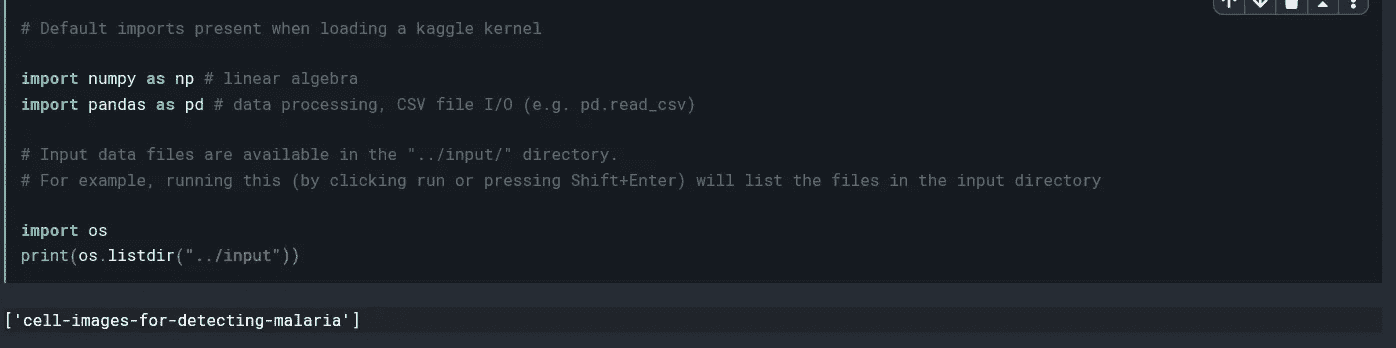 # Default imports present when loading a kaggle kernel
import numpy as np # linear algebra
import pandas as pd # data processing, CSV file I/O (e.g. pd.read_csv)
# Input data files are available in the "../input/" directory.
# For example, running this (by clicking run or pressing Shift+Enter) will list the files in the input directory
import os
print(os.listdir("../input"))
['cell-images-for-detecting-malaria']